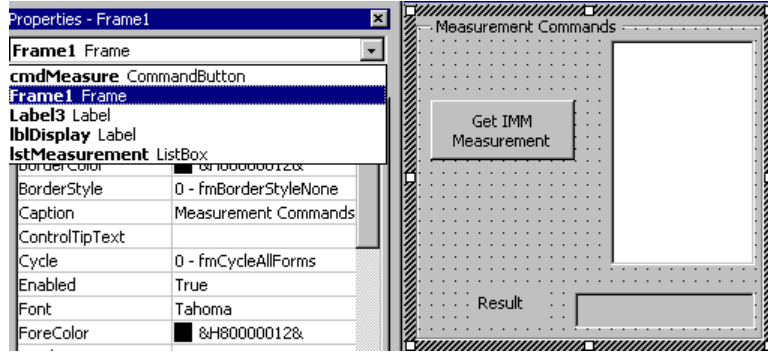 Properties - Frame1
Frame1 Frame
cmdMeasure CommandButton
Frame1 Frame
Label3 Label
lblDisplay Label
lstMeasurement ListBox
BorderColor &H80000012&
BorderStyle 0 - fmBorderStyleNone
Caption Measurement Commands
ControlTipText
Cycle 0 - fmCycleAllForms
Enabled True
Font Tahoma
ForeColor &H80000012&
Measurement Commands
Get IMM
Measurement
Result